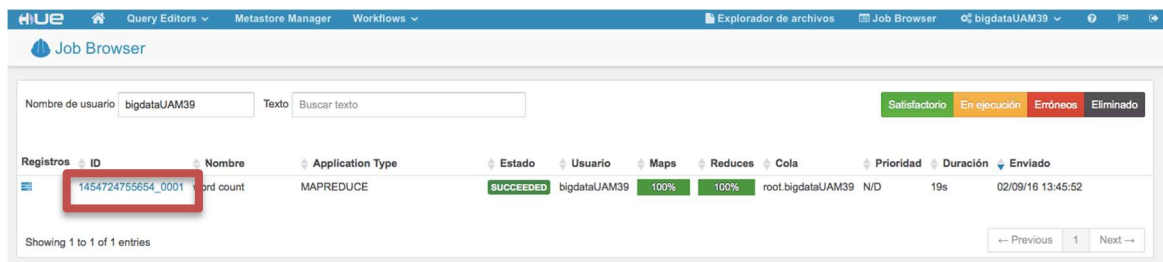 HUE Query Editors Metastore Manager Workflows Explorador de archivos Job Browser bigdataUAM39
Job Browser
Nombre de usuario bigdataUAM39 Texto Buscar texto Satisfactorio En ejecución Erróneos Eliminado
Registros ID Nombre Application Type Estado Usuario Maps Reduces Cola Prioridad Duración Enviado
1454724755654_0001 word count MAPREDUCE SUCCEEDED bigdataUAM39 100% 100% root.bigdataUAM39 N/D 19s 02/09/16 13:45:52
Showing 1 to 1 of 1 entries ← Previous 1 Next →